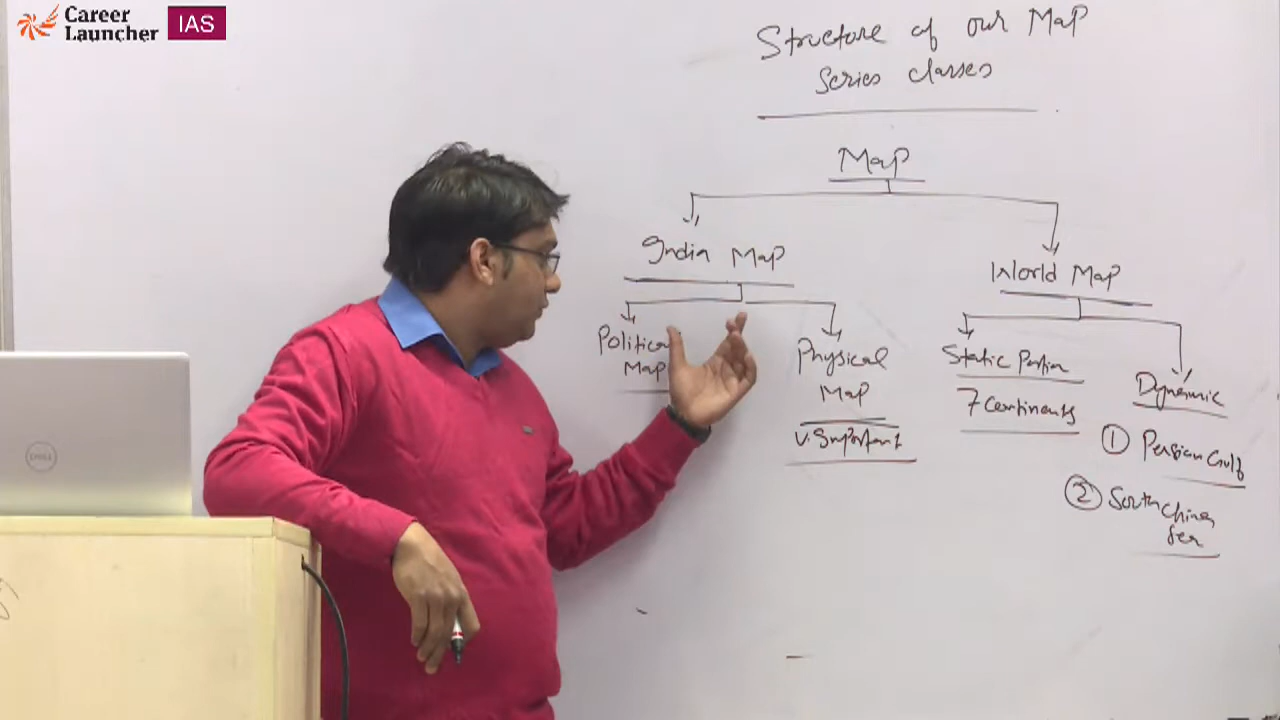 Career
Launcher
IAS
Structure of our Map
Series classes
Map
India Map
World Map
Political
Map
Physical
Map
v. Important
Static Portion
7 Continents
Dynamic
① Persian Gulf
② South China
Sea
DELL